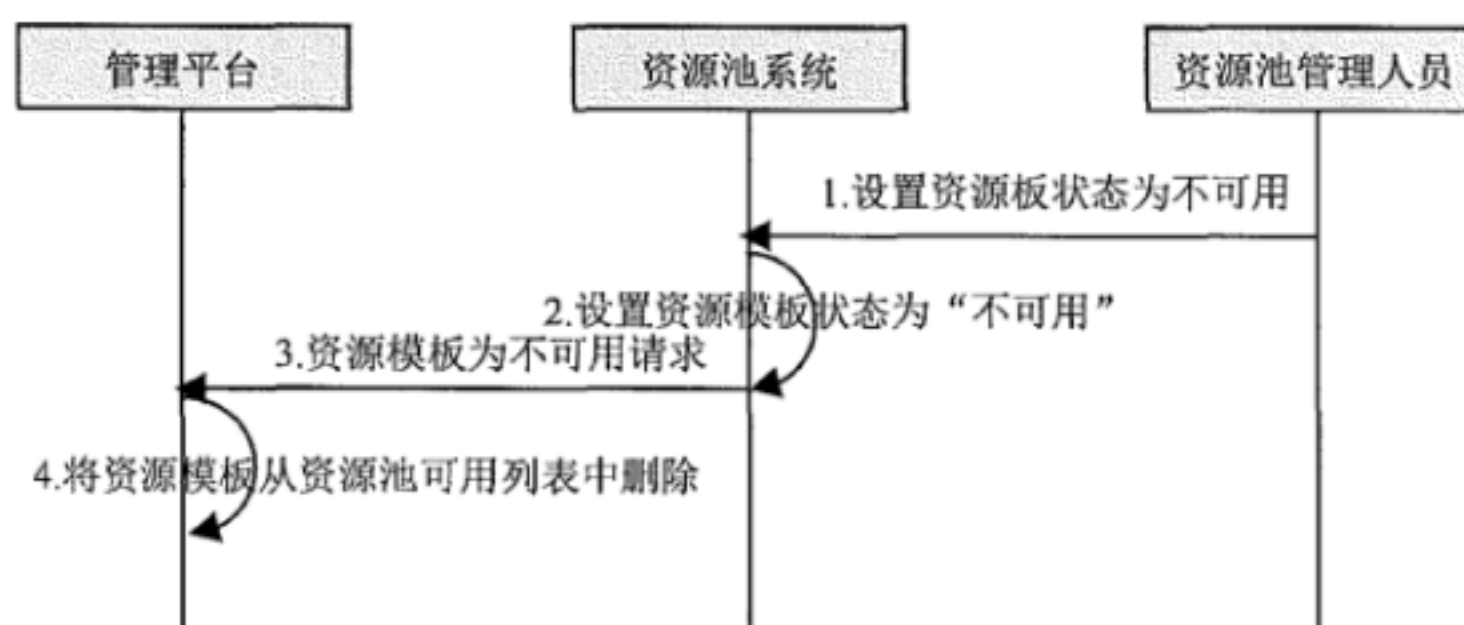 管理平台
资源池系统
资源池管理人员
1.设置资源板状态为不可用
2.设置资源模板状态为“不可用”
3.资源模板为不可用请求
4.将资源模板从资源池可用列表中删除